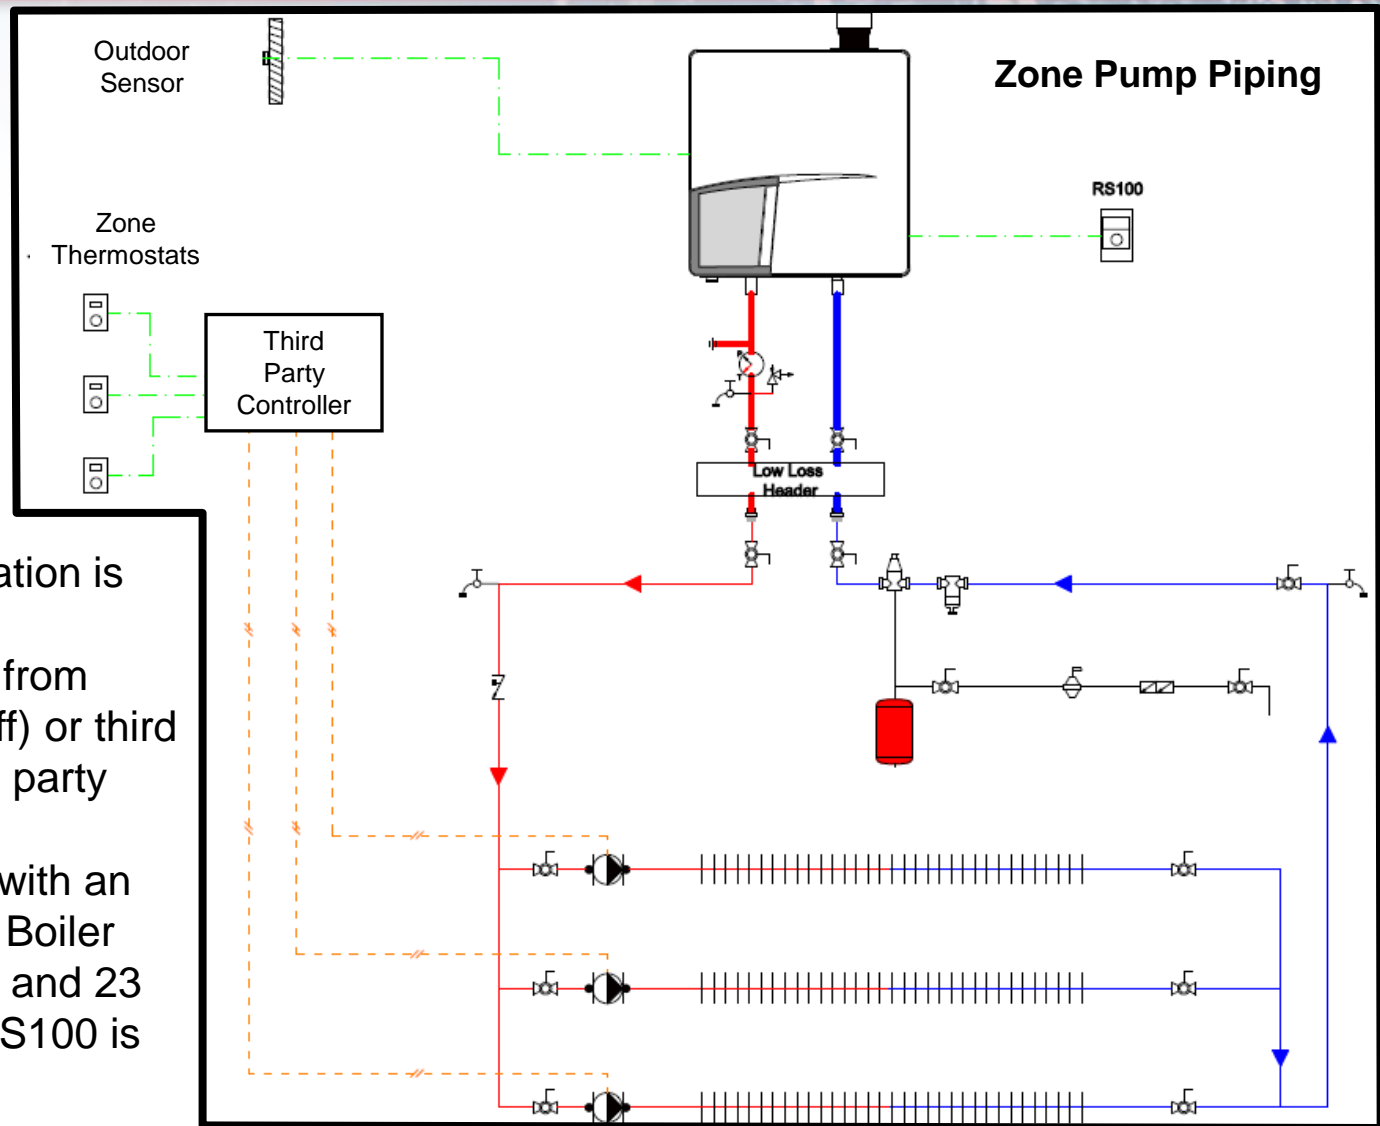 Outdoor
Sensor
Zone Pump Piping
RS100
Zone
Thermostats
Third
Party
Controller
Low Loss
Header
ation is
from
ff) or third
party
with an
Boiler
and 23
S100 is